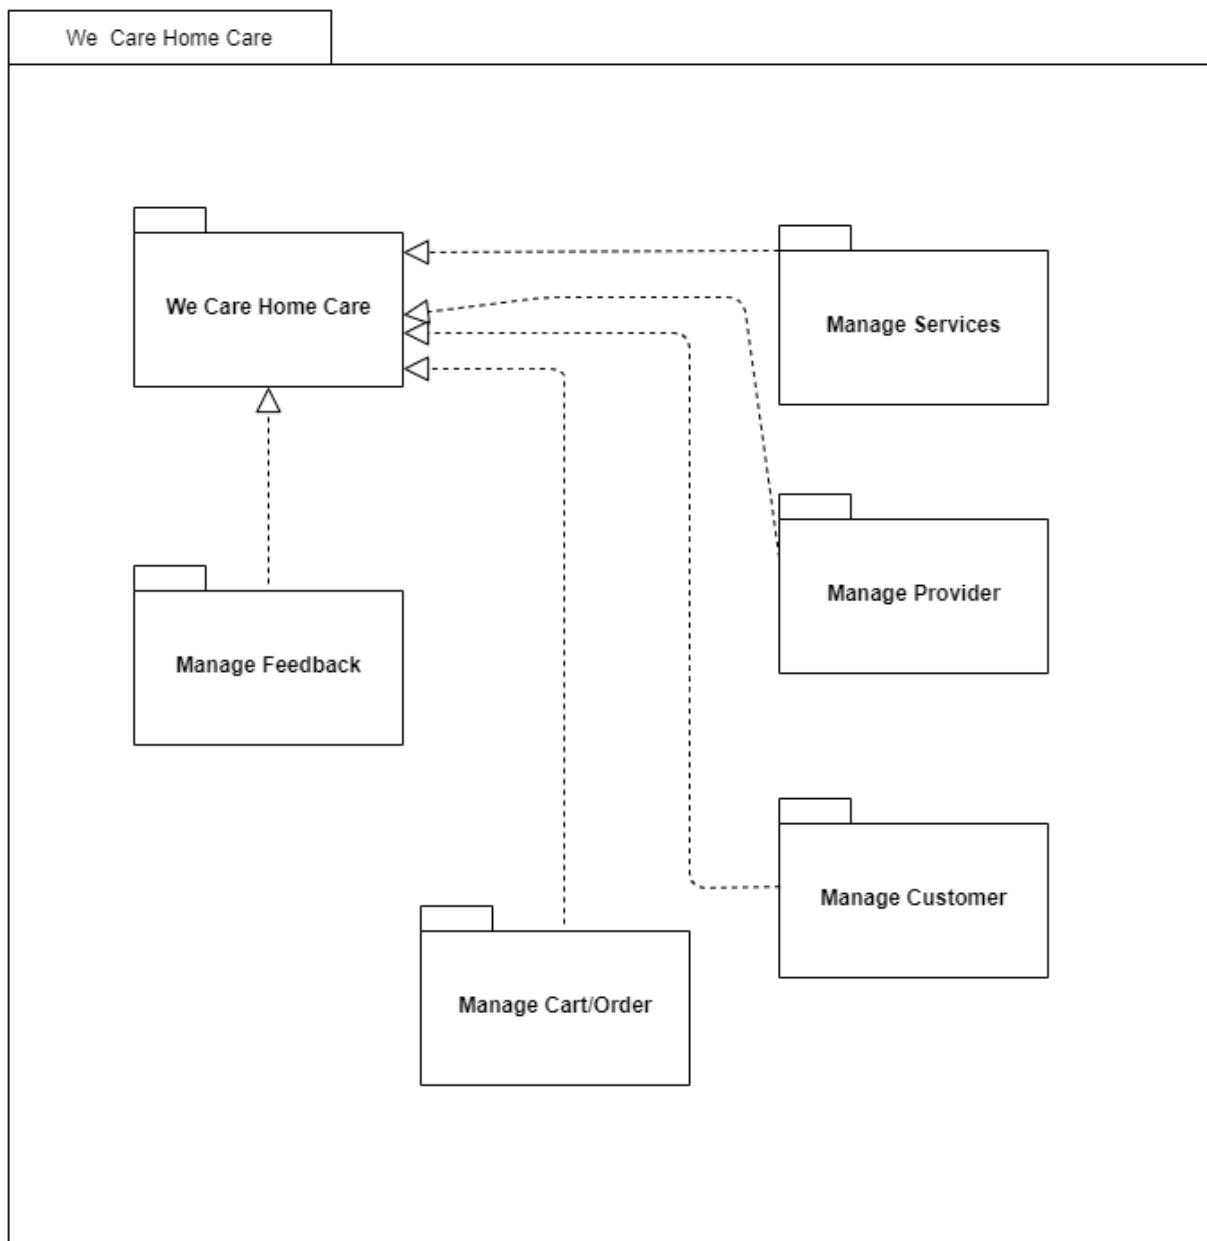 We  Care Home Care
We Care Home Care
Manage Services
Manage Provider
Manage Feedback
Manage Customer
Manage Cart/Order